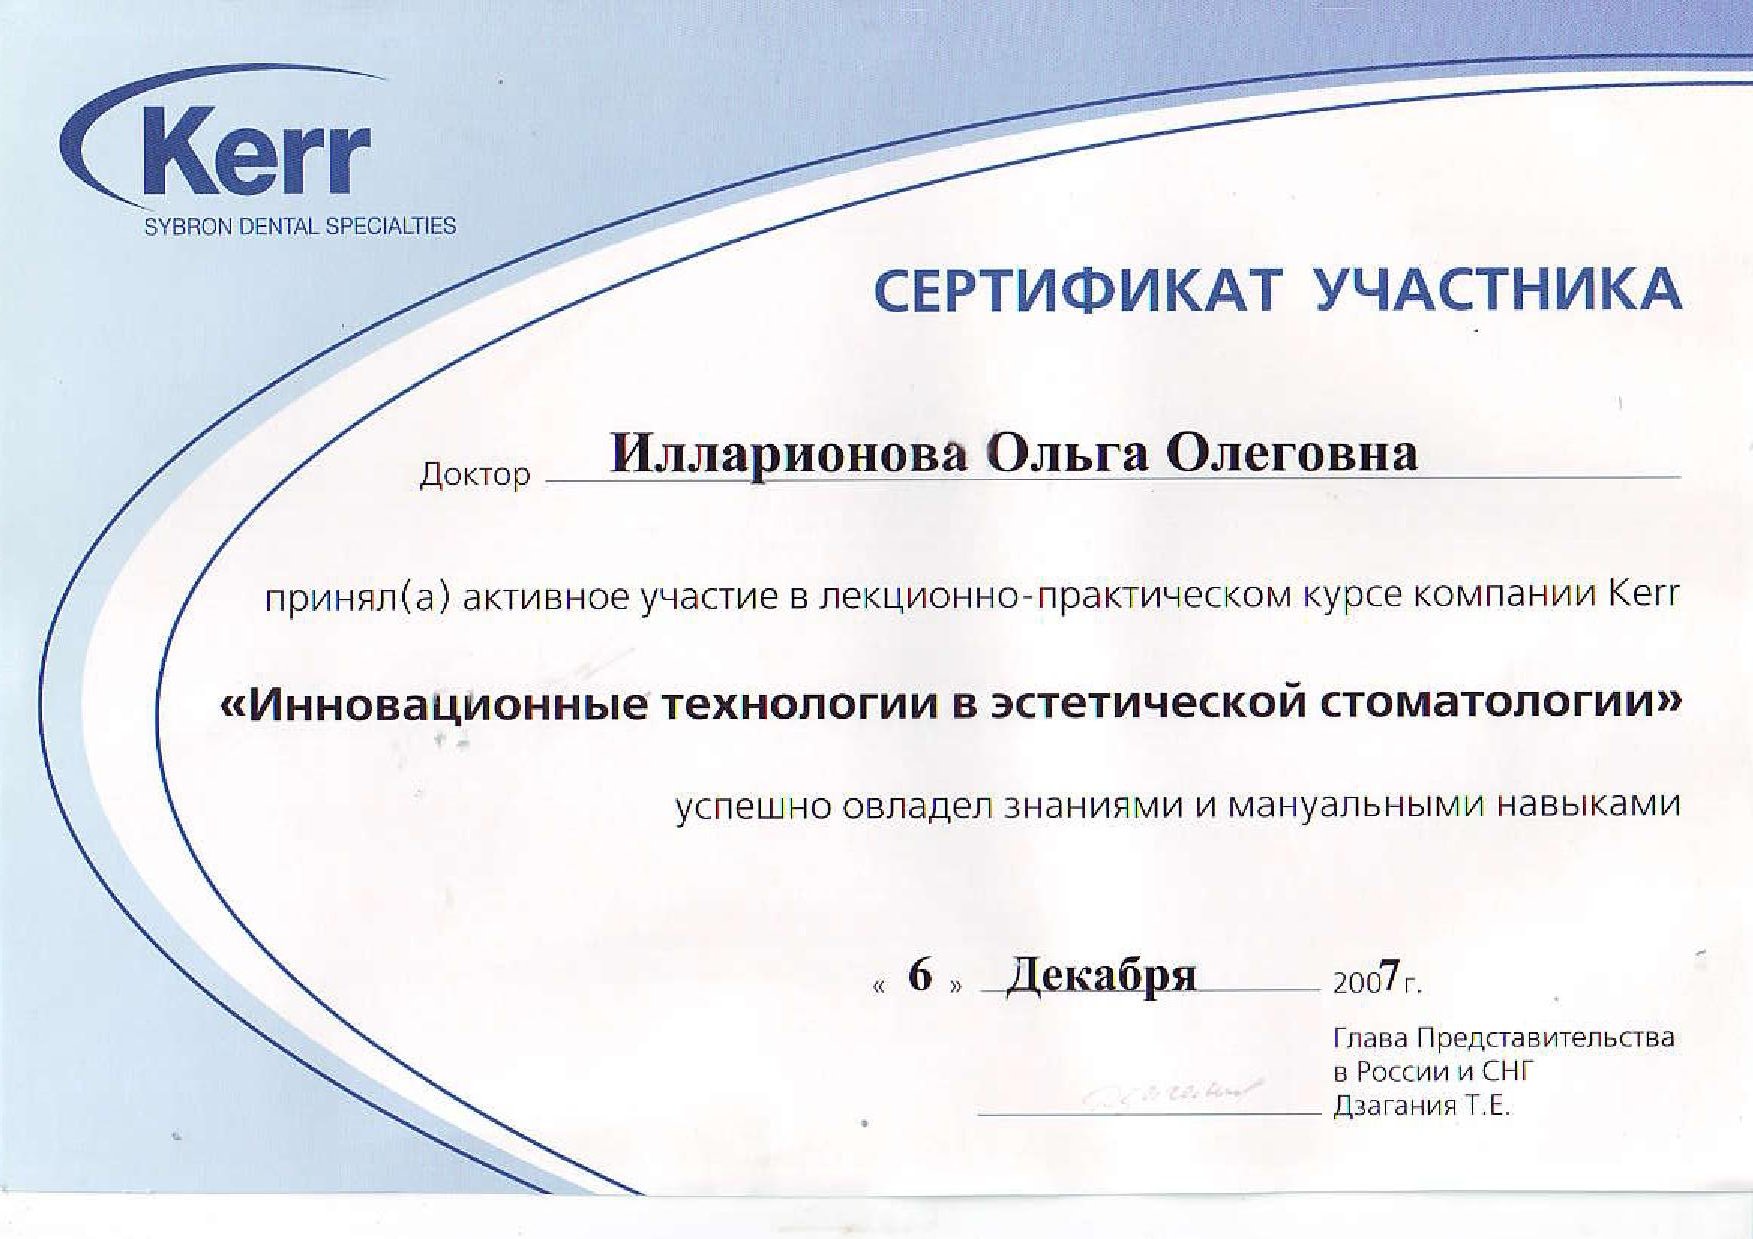 Kerr
SYBRON DENTAL SPECIALTIES
СЕРТИФИКАТ УЧАСТНИКА
Доктор Илларионова Ольга Олеговна
принял(а) активное участие в лекционно-практическом курсе компании Kerr
«Инновационные технологии в эстетической стоматологии»
успешно овладел знаниями и мануальными навыками
« 6 » Декабря 2007 г.
Глава Представительства
в России и СНГ
Дзагания Т.Е.